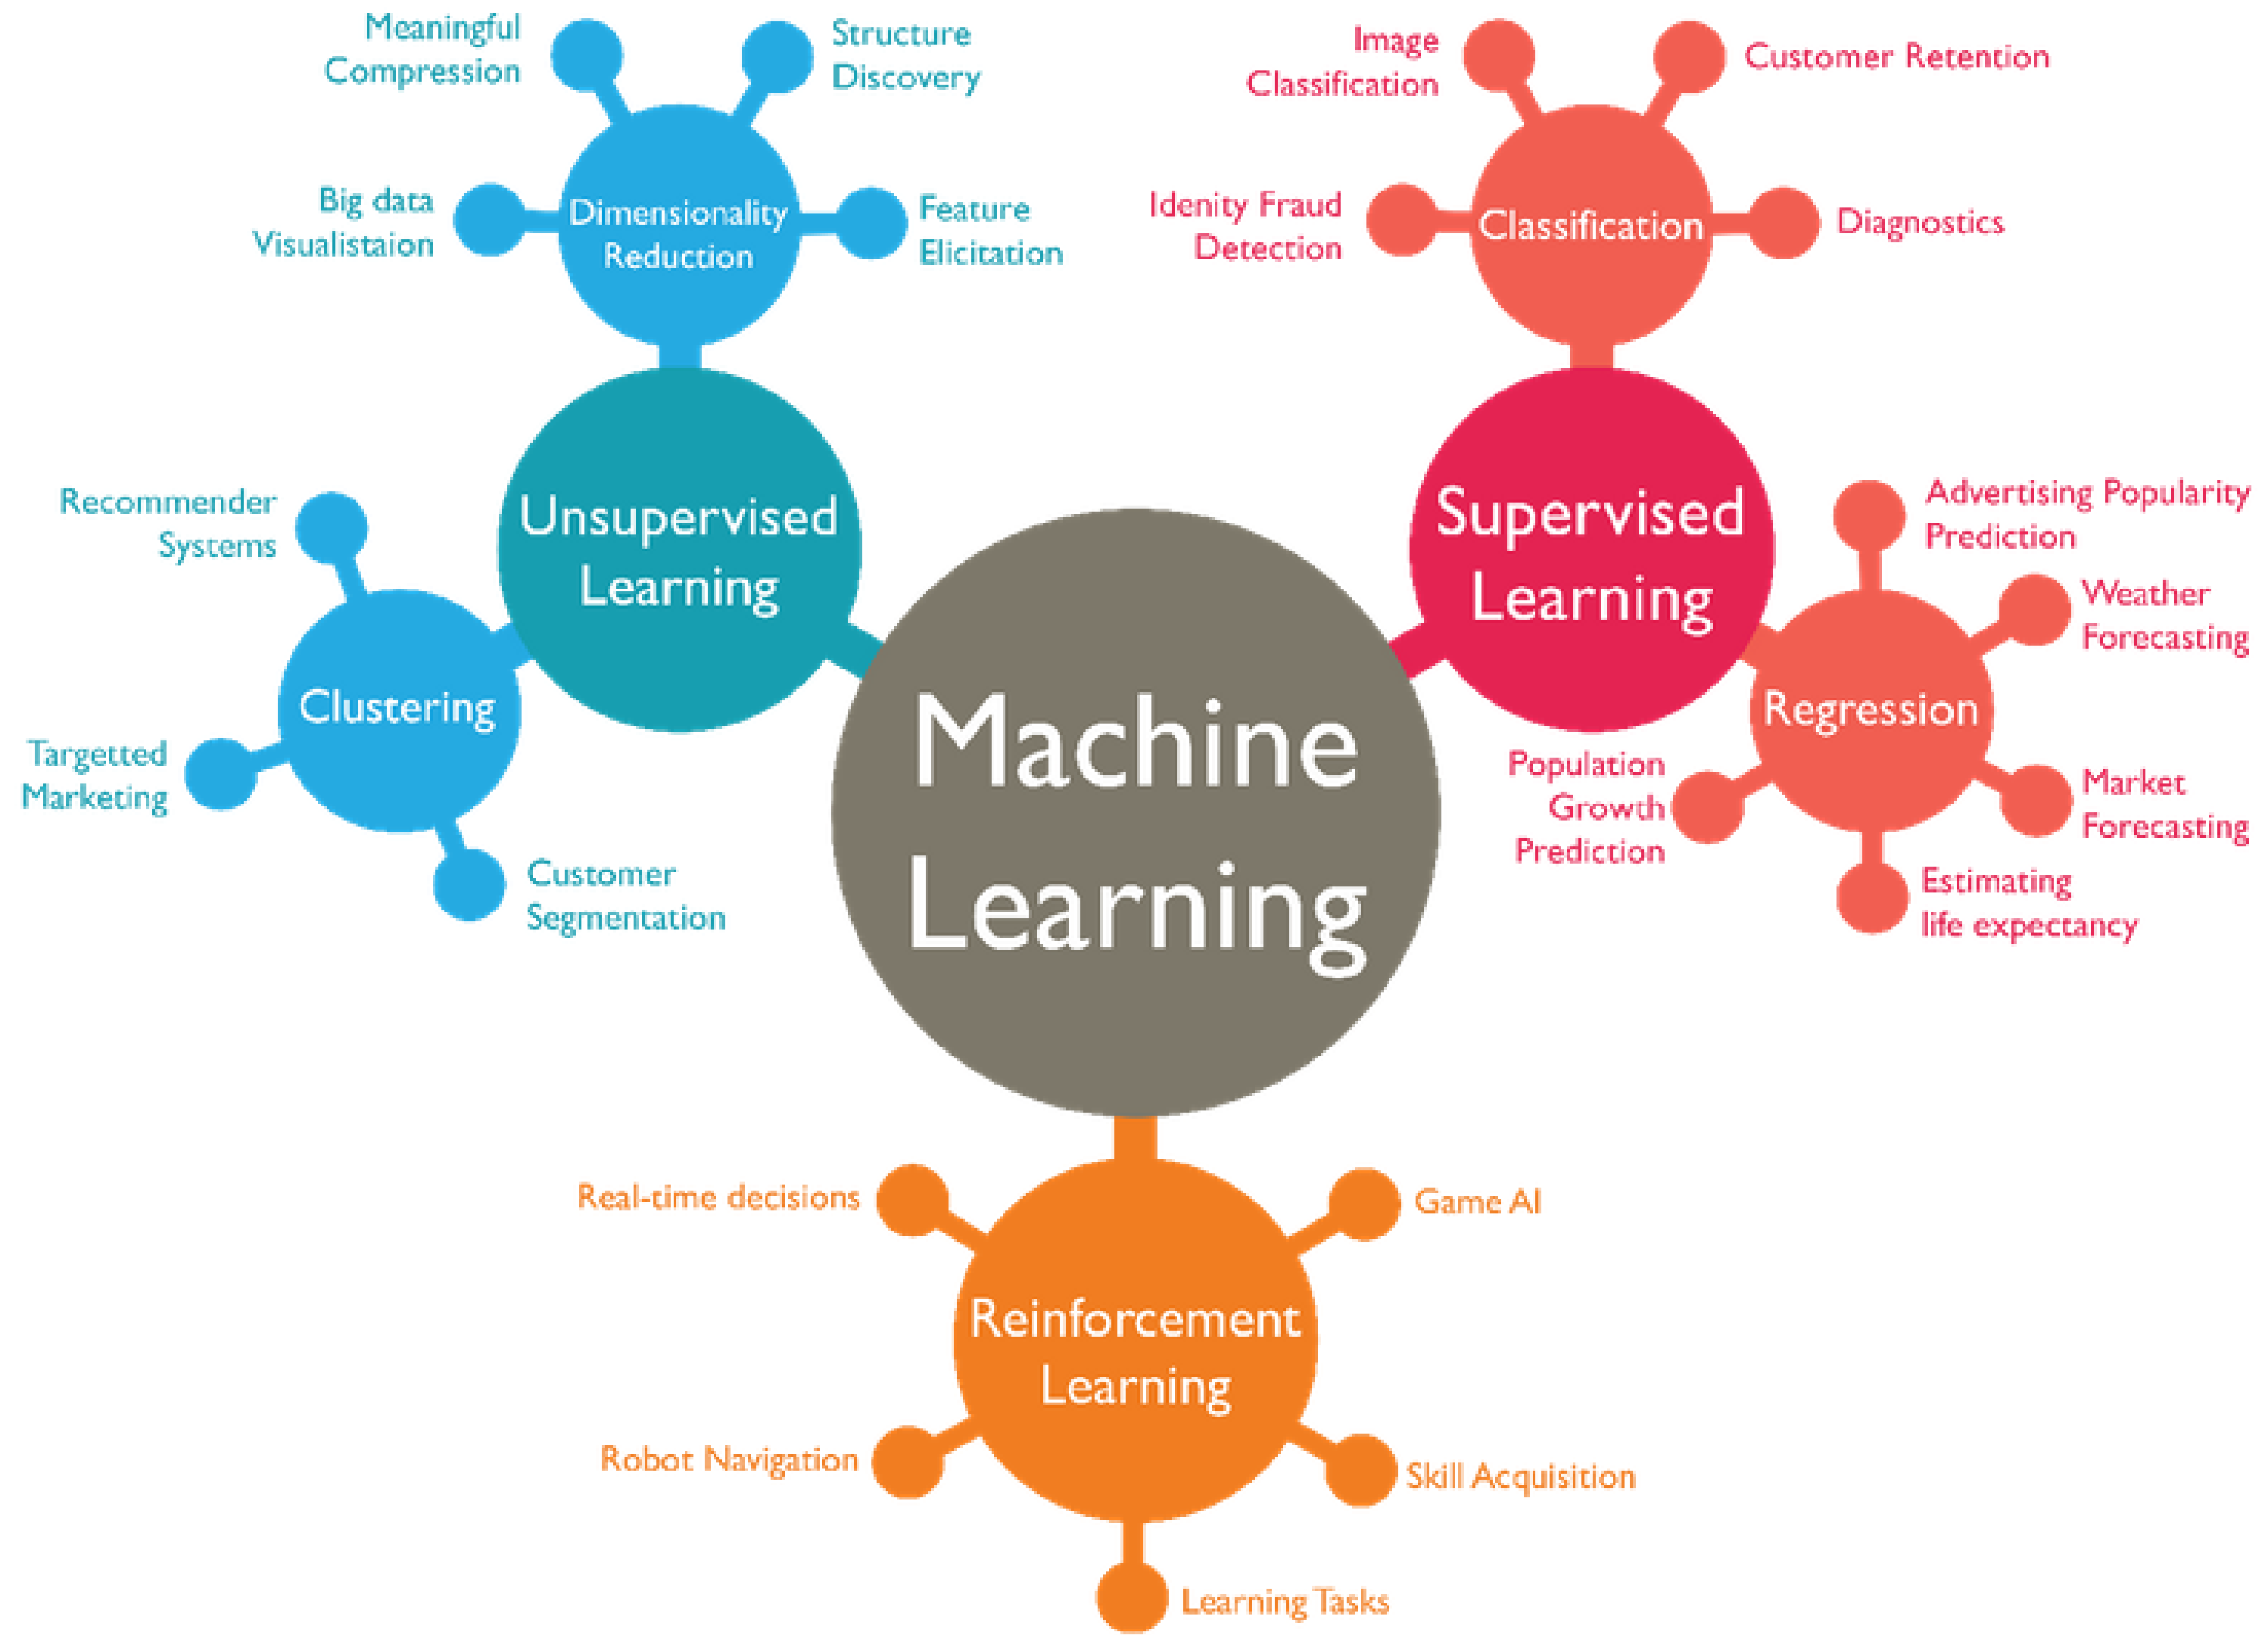 Meaningful
Compression
Structure
Discovery
Big data
Visualistaion
Dimensionality
Reduction
Feature
Elicitation
Image
Classification
Customer Retention
Idenity Fraud
Detection
Classification
Diagnostics
Unsupervised
Learning
Supervised
Learning
Recommender
Systems
Clustering
Targetted
Marketing
Customer
Segmentation
Advertising Popularity
Prediction
Weather
Forecasting
Regression
Population
Growth
Prediction
Market
Forecasting
Estimating
life expectancy
Machine
Learning
Real-time decisions
Game AI
Reinforcement
Learning
Robot Navigation
Skill Acquisition
Learning Tasks